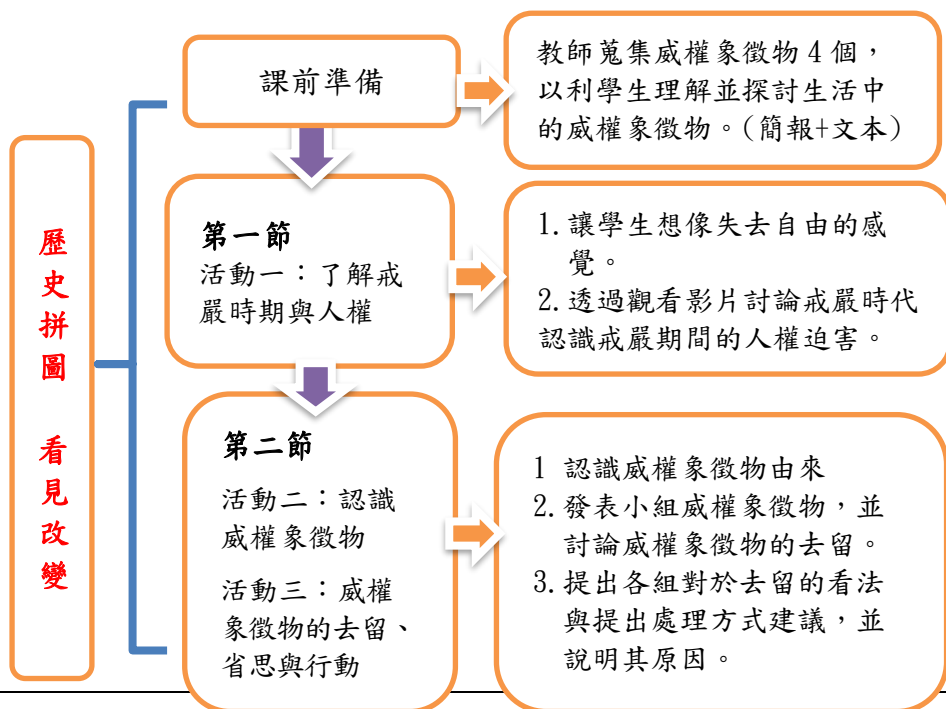 歷史拼圖 看見改變
課前準備
教師蒐集威權象徵物4個，
以利學生理解並探討生活中
的威權象徵物。(簡報+文本)
第一節
活動一：了解戒
嚴時期與人權
1.讓學生想像失去自由的感
覺。
2.透過觀看影片討論戒嚴時代
認識戒嚴期間的人權迫害。
第二節
活動二：認識
威權象徵物
活動三：威權
象徵物的去留、
省思與行動
1 認識威權象徵物由來
2.發表小組威權象徵物，並
討論威權象徵物的去留。
3.提出各組對於去留的看法
與提出處理方式建議，並
說明其原因。